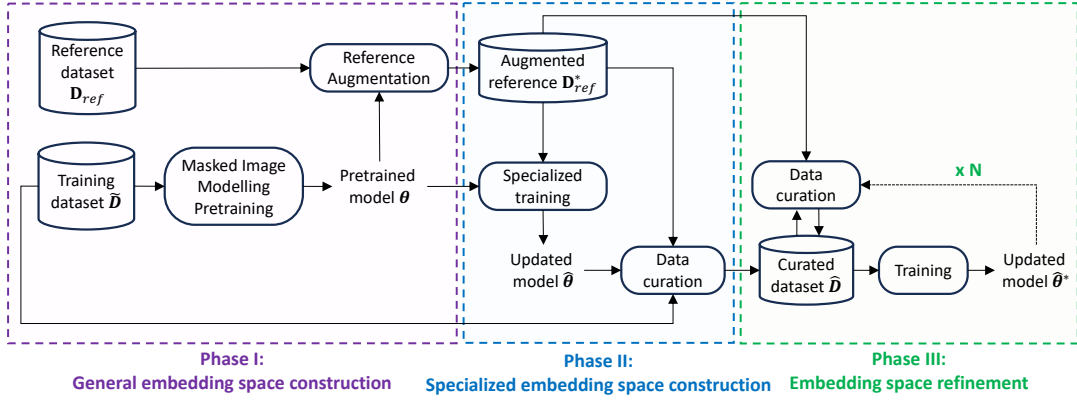 Reference
dataset
D_ref
Reference
Augmentation
Augmented
reference D*_ref
Training
dataset D̃
Masked Image
Modelling
Pretraining
Pretrained
model θ
Specialized
training
Updated
model θ̂
Data
curation
Data
curation
x N
Curated
dataset D̂
Training
Updated
model θ̂*
Phase I:
General embedding space construction
Phase II:
Specialized embedding space construction
Phase III:
Embedding space refinement